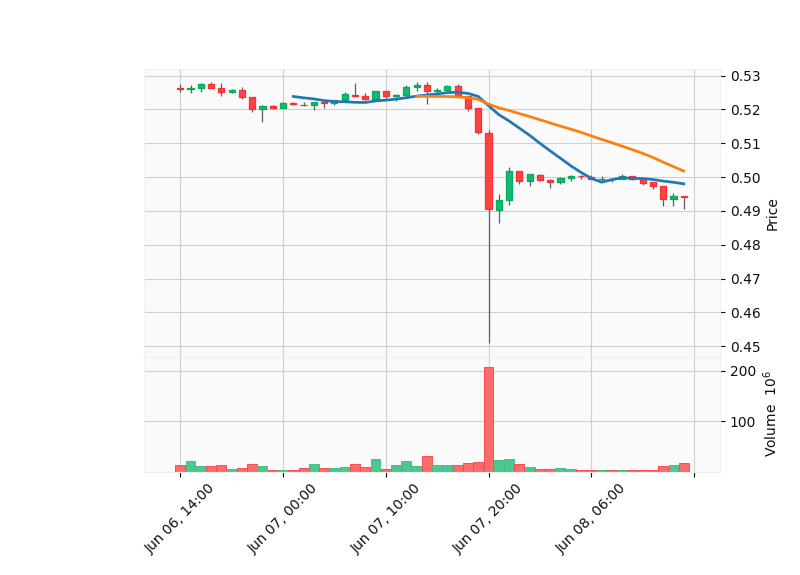 0.53
0.52
0.51
0.50
0.49
0.48
0.47
0.46
0.45
Price
200
100
Volume 10^6
Jun 06, 14:00
Jun 07, 00:00
Jun 07, 10:00
Jun 07, 20:00
Jun 08, 06:00